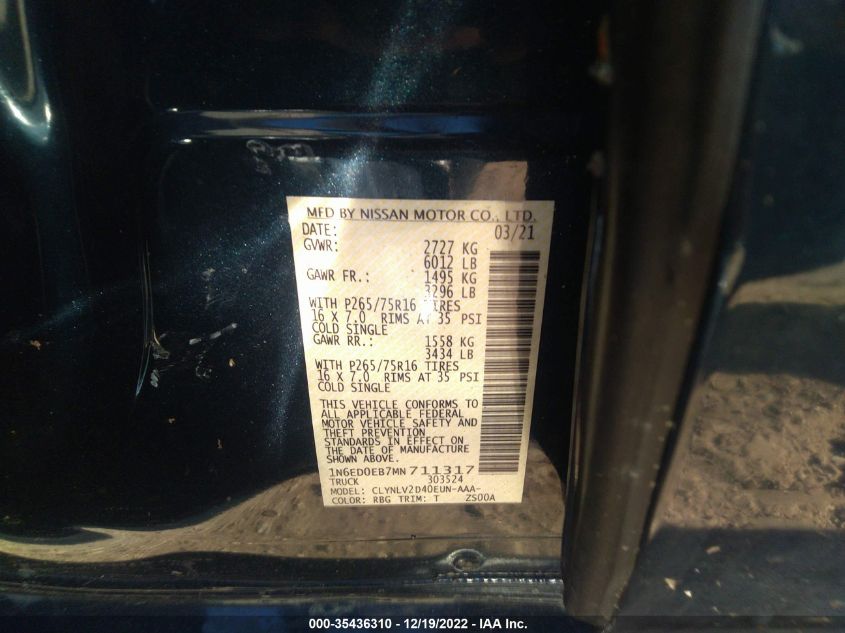 MFD BY NISSAN MOTOR CO., LTD.
DATE: 03/21
GVWR: 2727 KG
6012 LB
GAWR FR.: 1495 KG
3296 LB
WITH P265/75R16 TIRES
16 X 7.0 RIMS AT 35 PSI
COLD SINGLE
GAWR RR.: 1558 KG
3434 LB
WITH P265/75R16 TIRES
16 X 7.0 RIMS AT 35 PSI
COLD SINGLE
THIS VEHICLE CONFORMS TO
ALL APPLICABLE FEDERAL
MOTOR VEHICLE SAFETY AND
THEFT PREVENTION
STANDARDS IN EFFECT ON
THE DATE OF MANUFACTURE
SHOWN ABOVE.
1N6ED0EB7MN711317
TRUCK 303524
MODEL: CLYNLV2D40EUN-AAA-
COLOR: RBG TRIM: T ZS00A
000-35436310 - 12/19/2022 - IAA Inc.